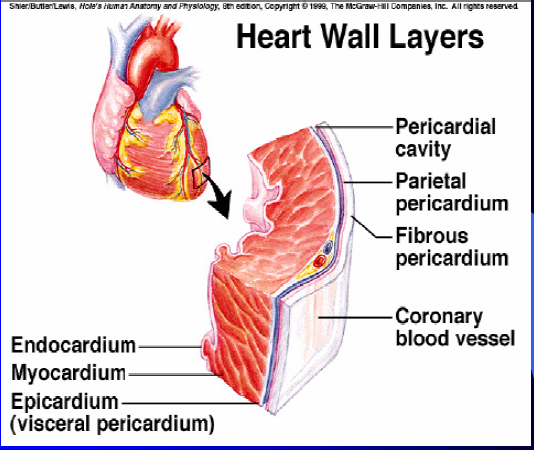 Shier/Butler/Lewis, Hole's Human Anatomy and Physiology, 8th edition, Copyright © 1999, The McGraw-Hill Companies, Inc. All rights reserved.
Heart Wall Layers
Pericardial
cavity
Parietal
pericardium
Fibrous
pericardium
Coronary
blood vessel
Endocardium
Myocardium
Epicardium
(visceral pericardium)